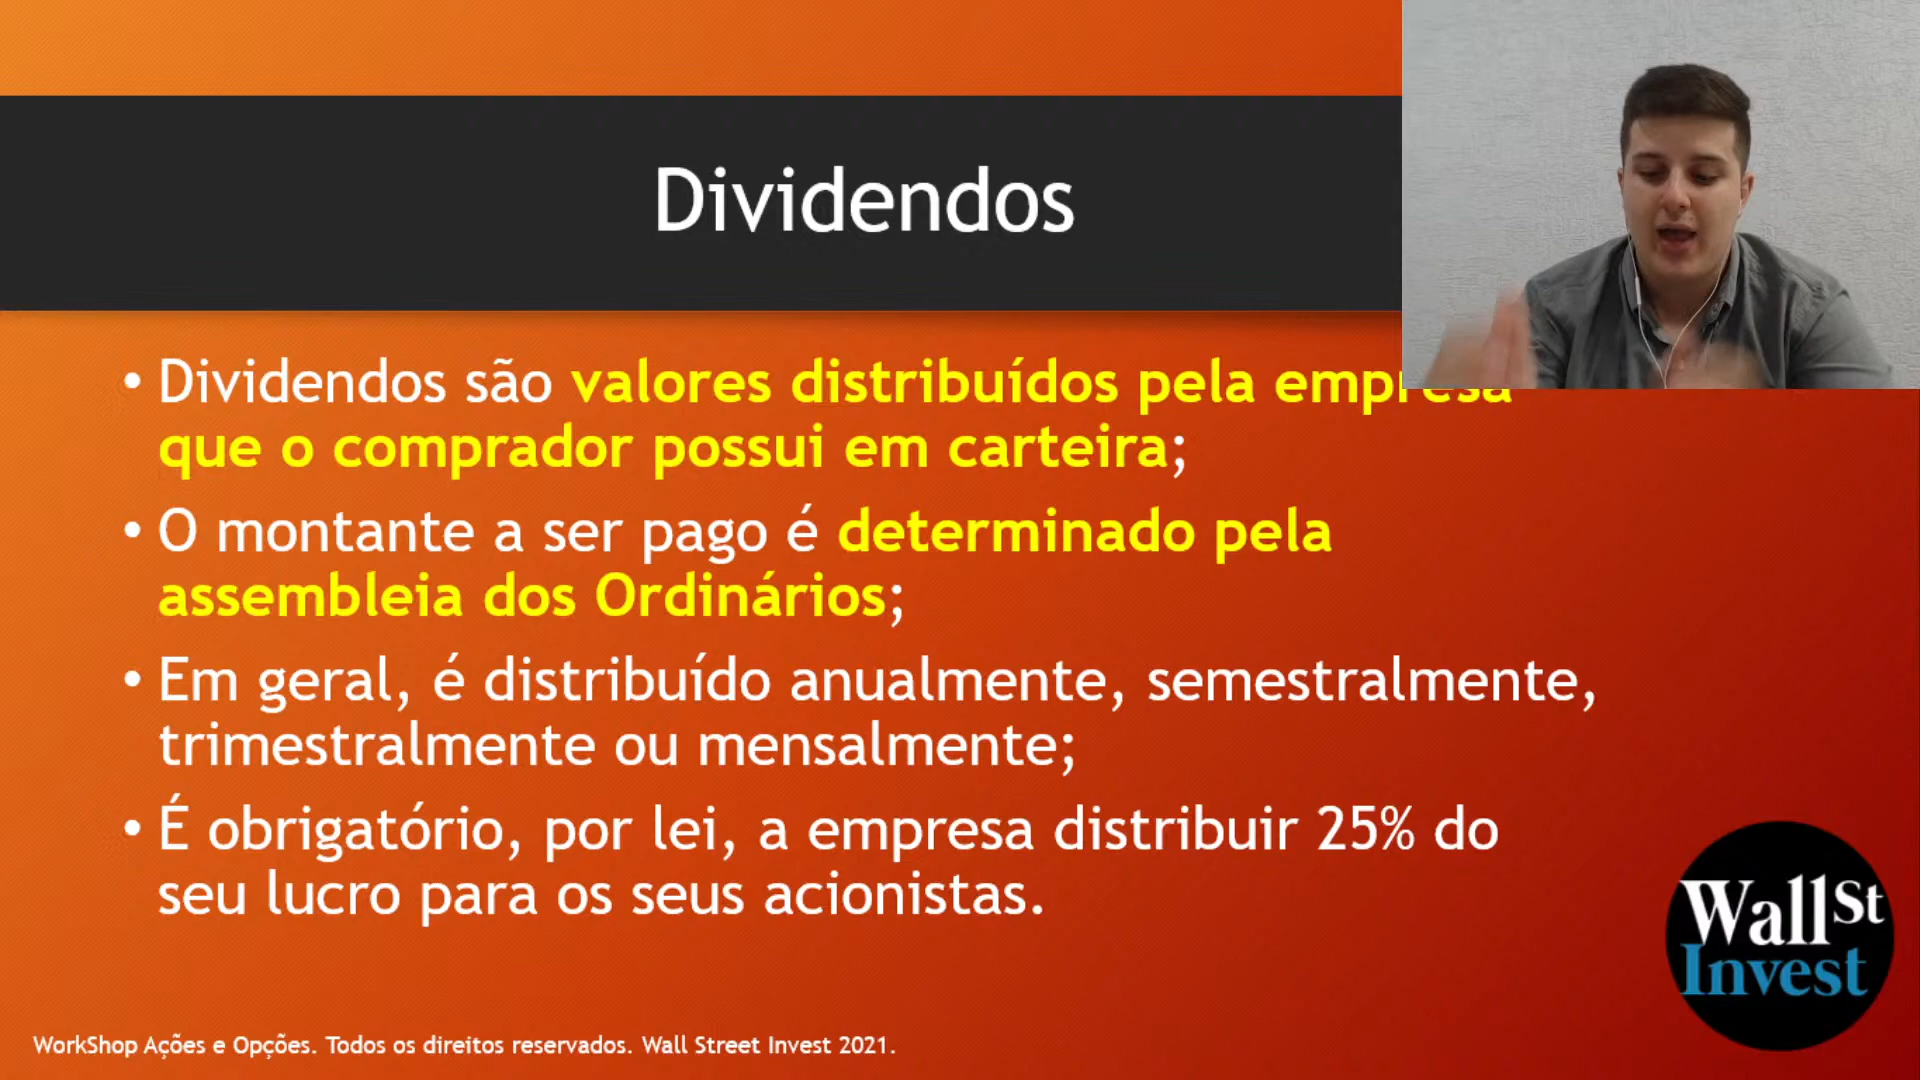 Dividendos
• Dividendos são valores distribuídos pela empresa
que o comprador possui em carteira;
• O montante a ser pago é determinado pela
assembleia dos Ordinários;
• Em geral, é distribuído anualmente, semestralmente,
trimestralmente ou mensalmente;
• É obrigatório, por lei, a empresa distribuir 25% do
seu lucro para os seus acionistas.
WallSt
Invest
WorkShop Ações e Opções. Todos os direitos reservados. Wall Street Invest 2021.